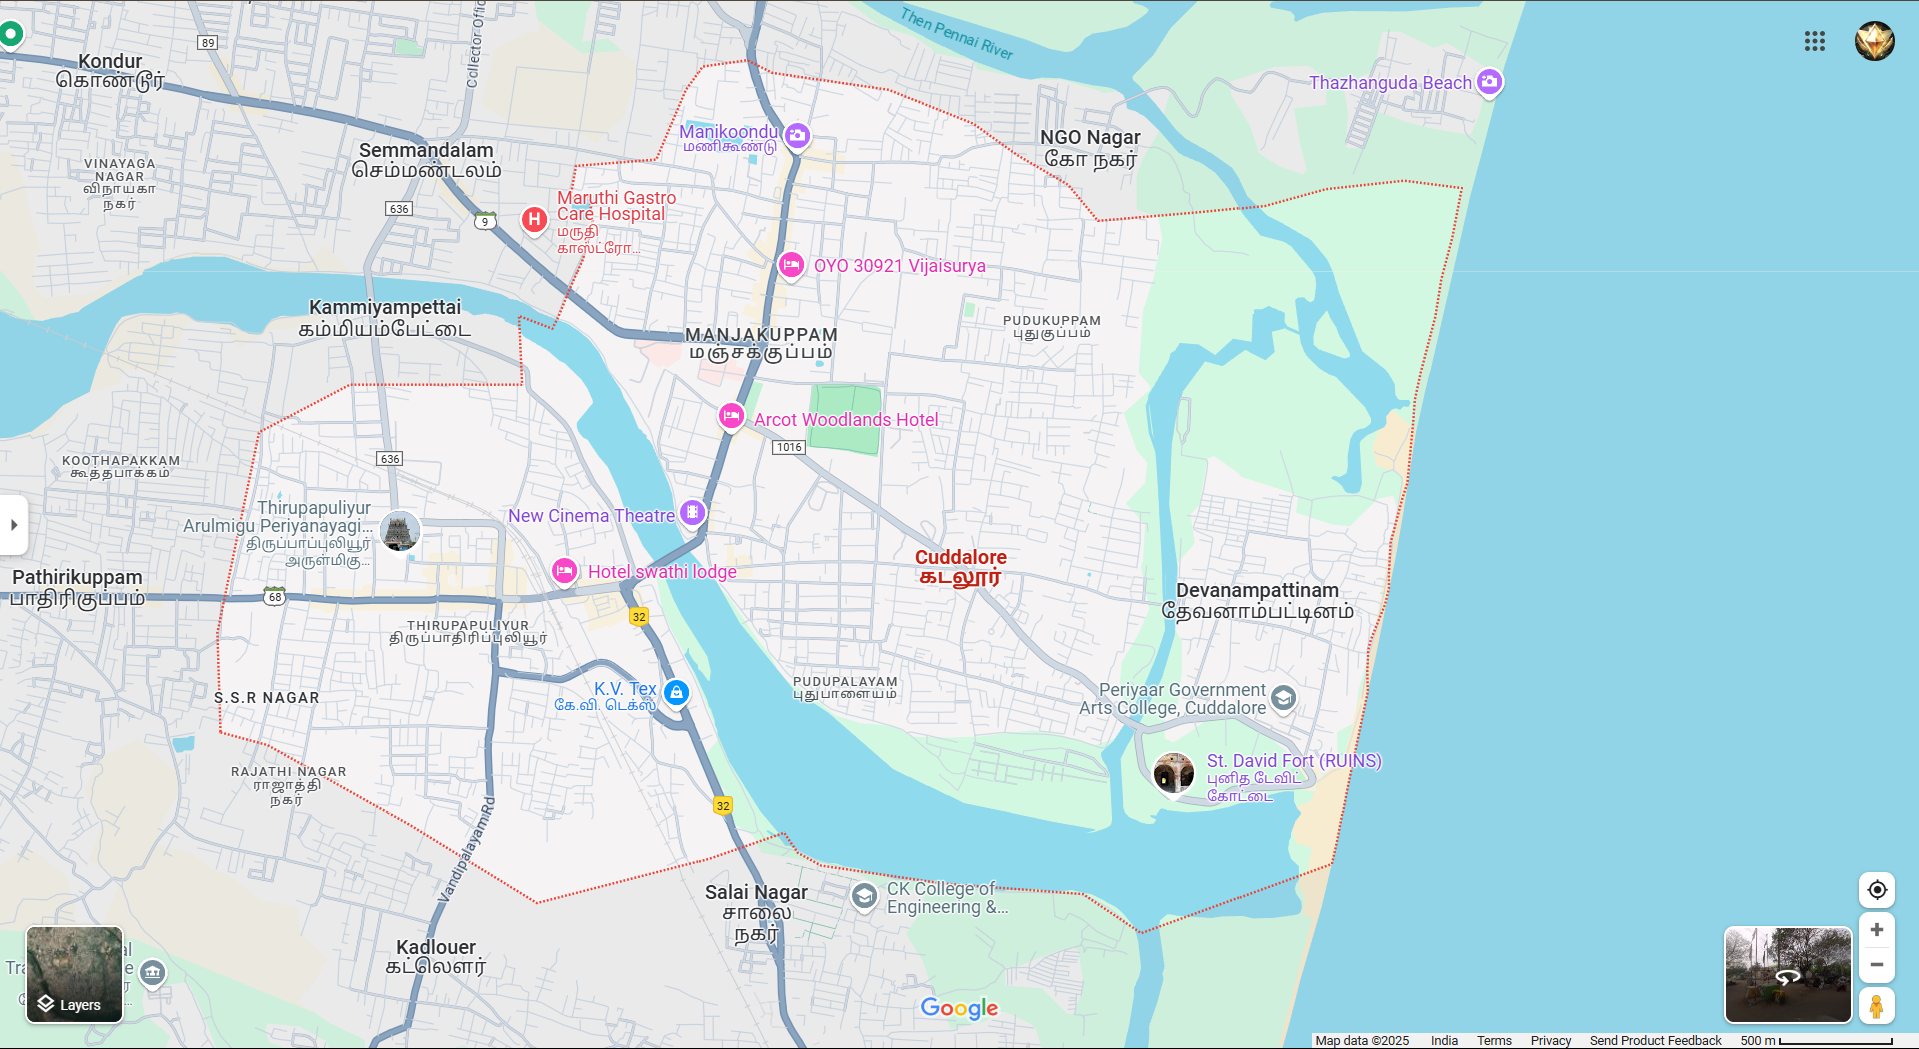 Then Pennai River
89
Collector Offic
Kondur
கொண்டூர்
Thazhanguda Beach
Manikoondu
மணிகூண்டு
NGO Nagar
கோ நகர்
Semmandalam
செம்மண்டலம்
VINAYAGA
NAGAR
விநாயகா
நகர்
636
9
Maruthi Gastro
Care Hospital
மருதி
காஸ்ட்ரோ...
OYO 30921 Vijaisurya
Kammiyampettai
கம்மியம்பேட்டை
MANJAKUPPAM
மஞ்சக்குப்பம்
PUDUKUPPAM
புதுகுப்பம்
Arcot Woodlands Hotel
1016
KOOTHAPAKKAM
கூத்தபாக்கம்
636
Thirupapuliyur
Arulmigu Periyanayagi...
திருப்பாப்புலியூர்
அருள்மிகு...
New Cinema Theatre
Hotel swathi lodge
Cuddalore
கடலூர்
Pathirikuppam
பாதிரிகுப்பம்
68
32
Devanampattinam
தேவனாம்பட்டினம்
THIRUPAPULIYUR
திருப்பாதிரிப்புலியூர்
S.S.R NAGAR
K.V. Tex
கே.வி. டெக்ஸ்
PUDUPALAYAM
புதுபாளையம்
Periyaar Government
Arts College, Cuddalore
RAJATHI NAGAR
ராஜாத்தி
நகர்
St. David Fort (RUINS)
புனித டேவிட்
கோட்டை
32
Vandipalayam Rd
Salai Nagar
சாலை
நகர்
CK College of
Engineering &...
Kadlouer
கட்லெளர்
Layers
Google
Map data ©2025 India Terms Privacy Send Product Feedback 500 m